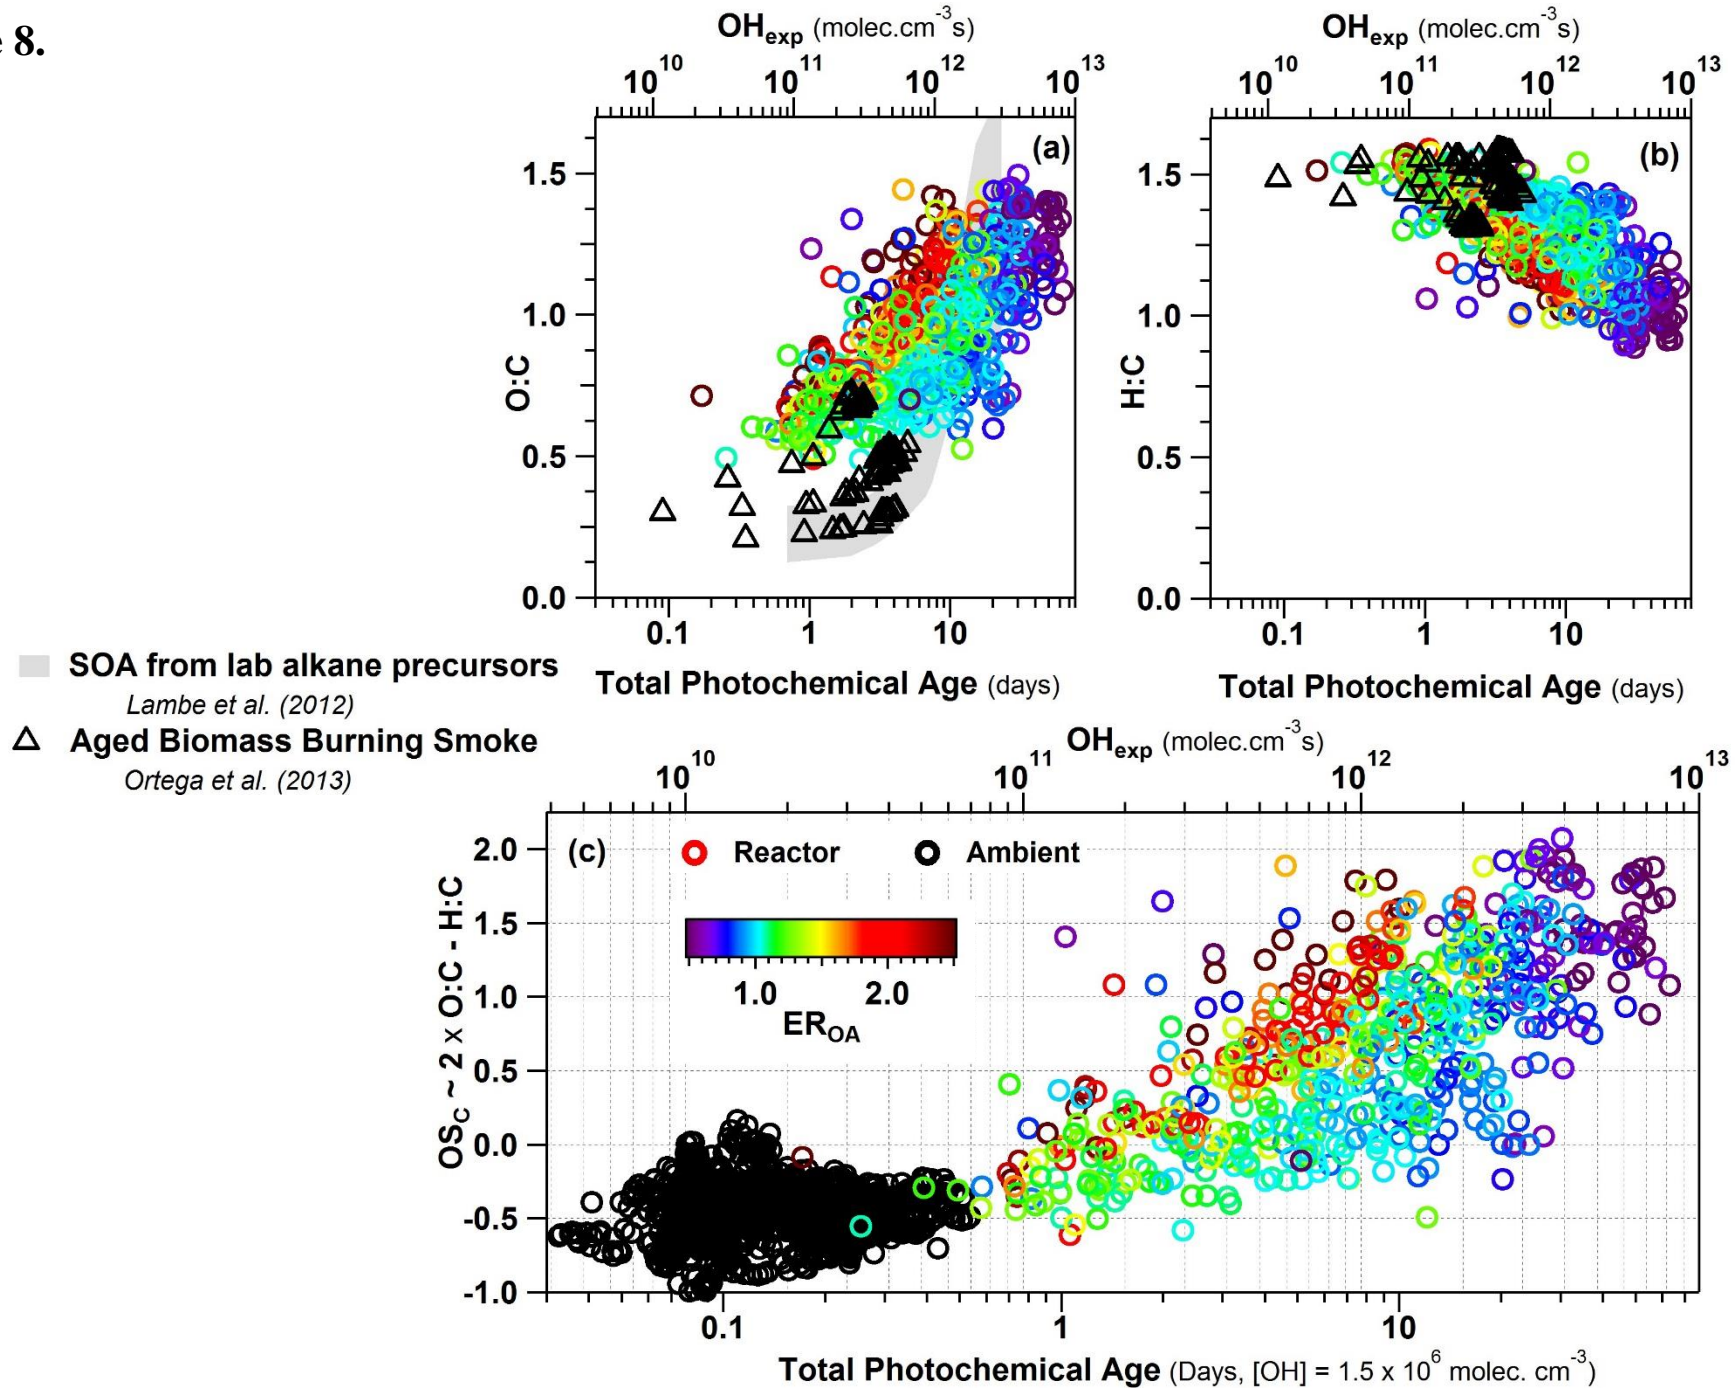 8.
OHexp (molec.cm-3s)
10^10 10^11 10^12 10^13
(a)
1.5
1.0
0.5
0.0
O:C
0.1 1 10
Total Photochemical Age (days)
OHexp (molec.cm-3s)
10^10 10^11 10^12 10^13
(b)
1.5
1.0
0.5
0.0
H:C
0.1 1 10
Total Photochemical Age (days)
SOA from lab alkane precursors
Lambe et al. (2012)
Aged Biomass Burning Smoke
Ortega et al. (2013)
OHexp (molec.cm-3s)
10^10 10^11 10^12 10^13
(c) Reactor Ambient
2.0
1.5
1.0
0.5
0.0
-0.5
-1.0
OSC ~ 2 x O:C - H:C
1.0 2.0
EROA
0.1 1 10
Total Photochemical Age (Days, [OH] = 1.5 x 10^6 molec. cm-3)